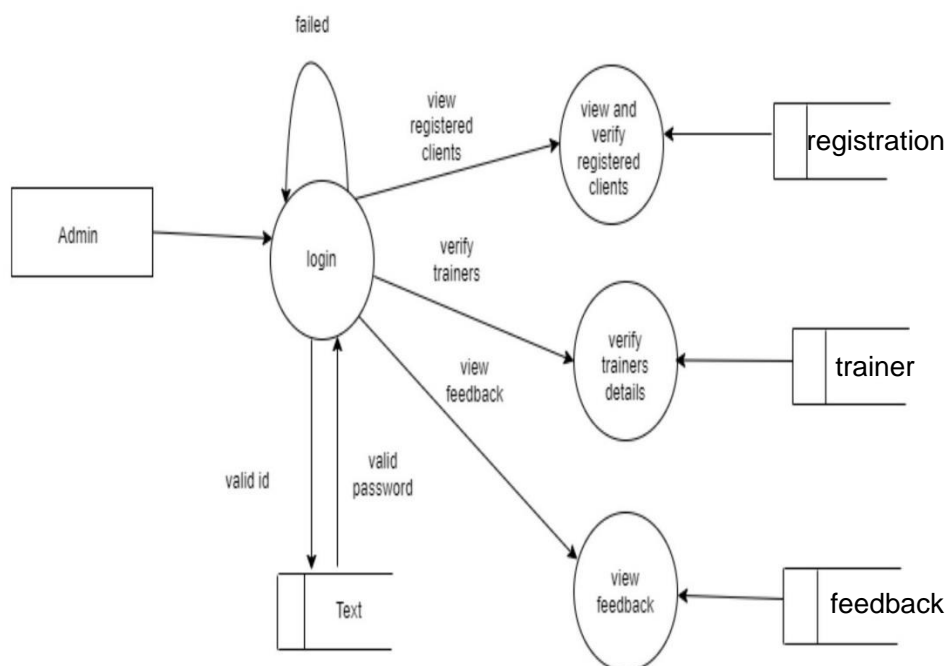 failed
view
registered
clients
view and
verify
registered
clients
registration
Admin
login
verify
trainers
verify
trainers
details
trainer
view
feedback
valid id
valid
password
Text
view
feedback
feedback